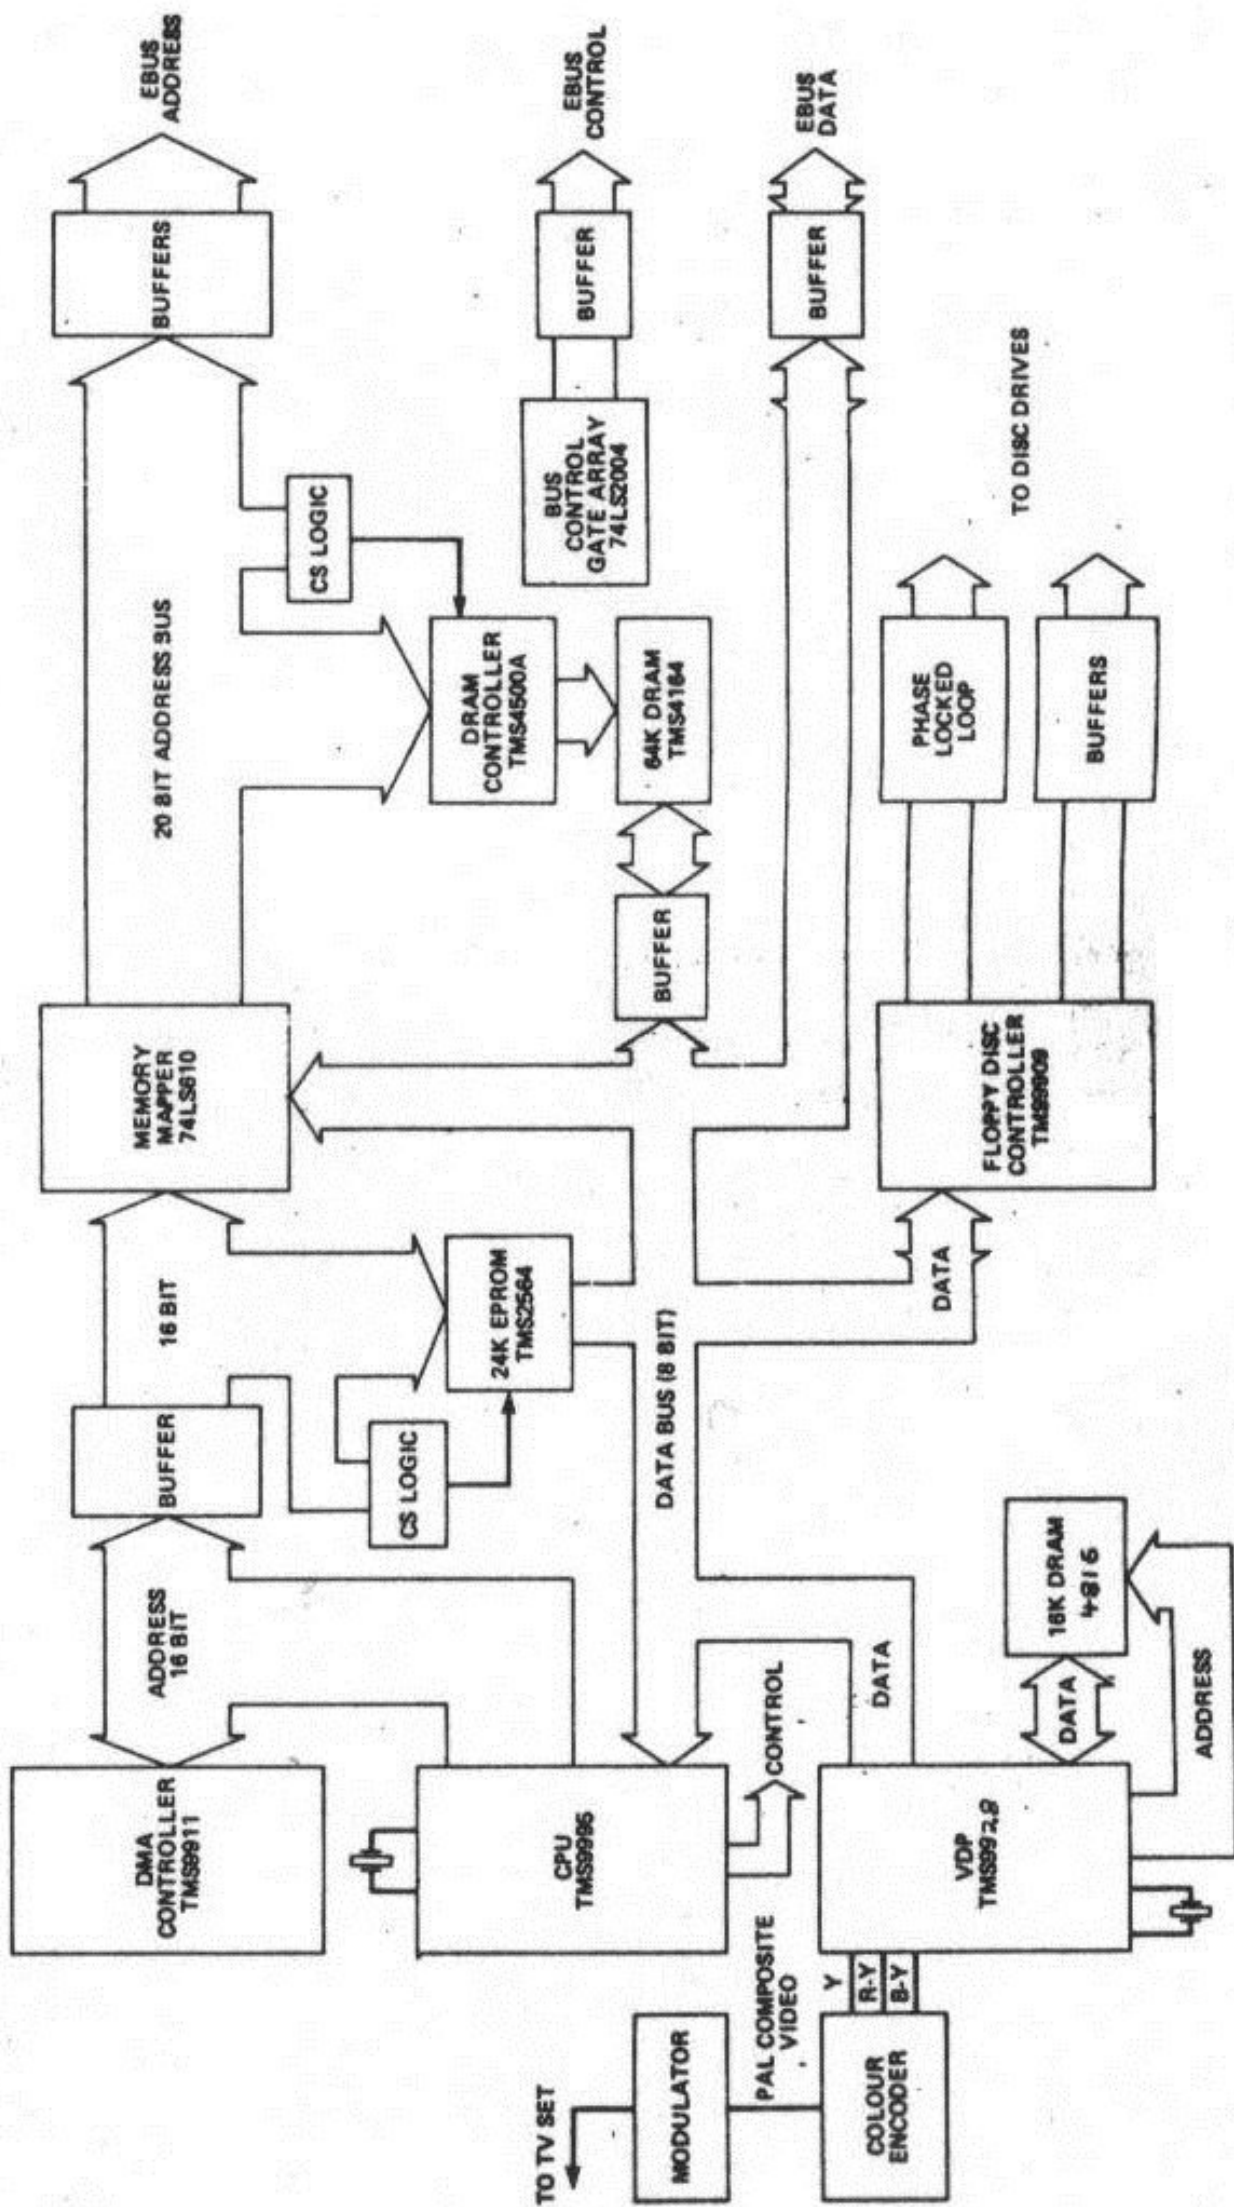 EBUS
ADDRESS
BUFFERS
20 BIT ADDRESS BUS
CS LOGIC
MEMORY
MAPPER
74LS610
16 BIT
BUFFER
ADDRESS
16 BIT
DMA
CONTROLLER
TMS9911
EBUS
CONTROL
BUFFER
BUS
CONTROL
GATE ARRAY
74LS2004
DRAM
CONTROLLER
TMS4500A
64K DRAM
TMS4164
BUFFER
24K EPROM
TMS2564
CS LOGIC
CPU
TMS9995
CONTROL
EBUS
DATA
BUFFER
DATA BUS (8 BIT)
TO DISC DRIVES
PHASE
LOCKED
LOOP
BUFFERS
FLOPPY DISC
CONTROLLER
TMS9909
DATA
DATA
16K DRAM
4816
DATA
ADDRESS
VDP
TMS9928
Y
R-Y
B-Y
COLOUR
ENCODER
PAL COMPOSITE
VIDEO
MODULATOR
TO TV SET